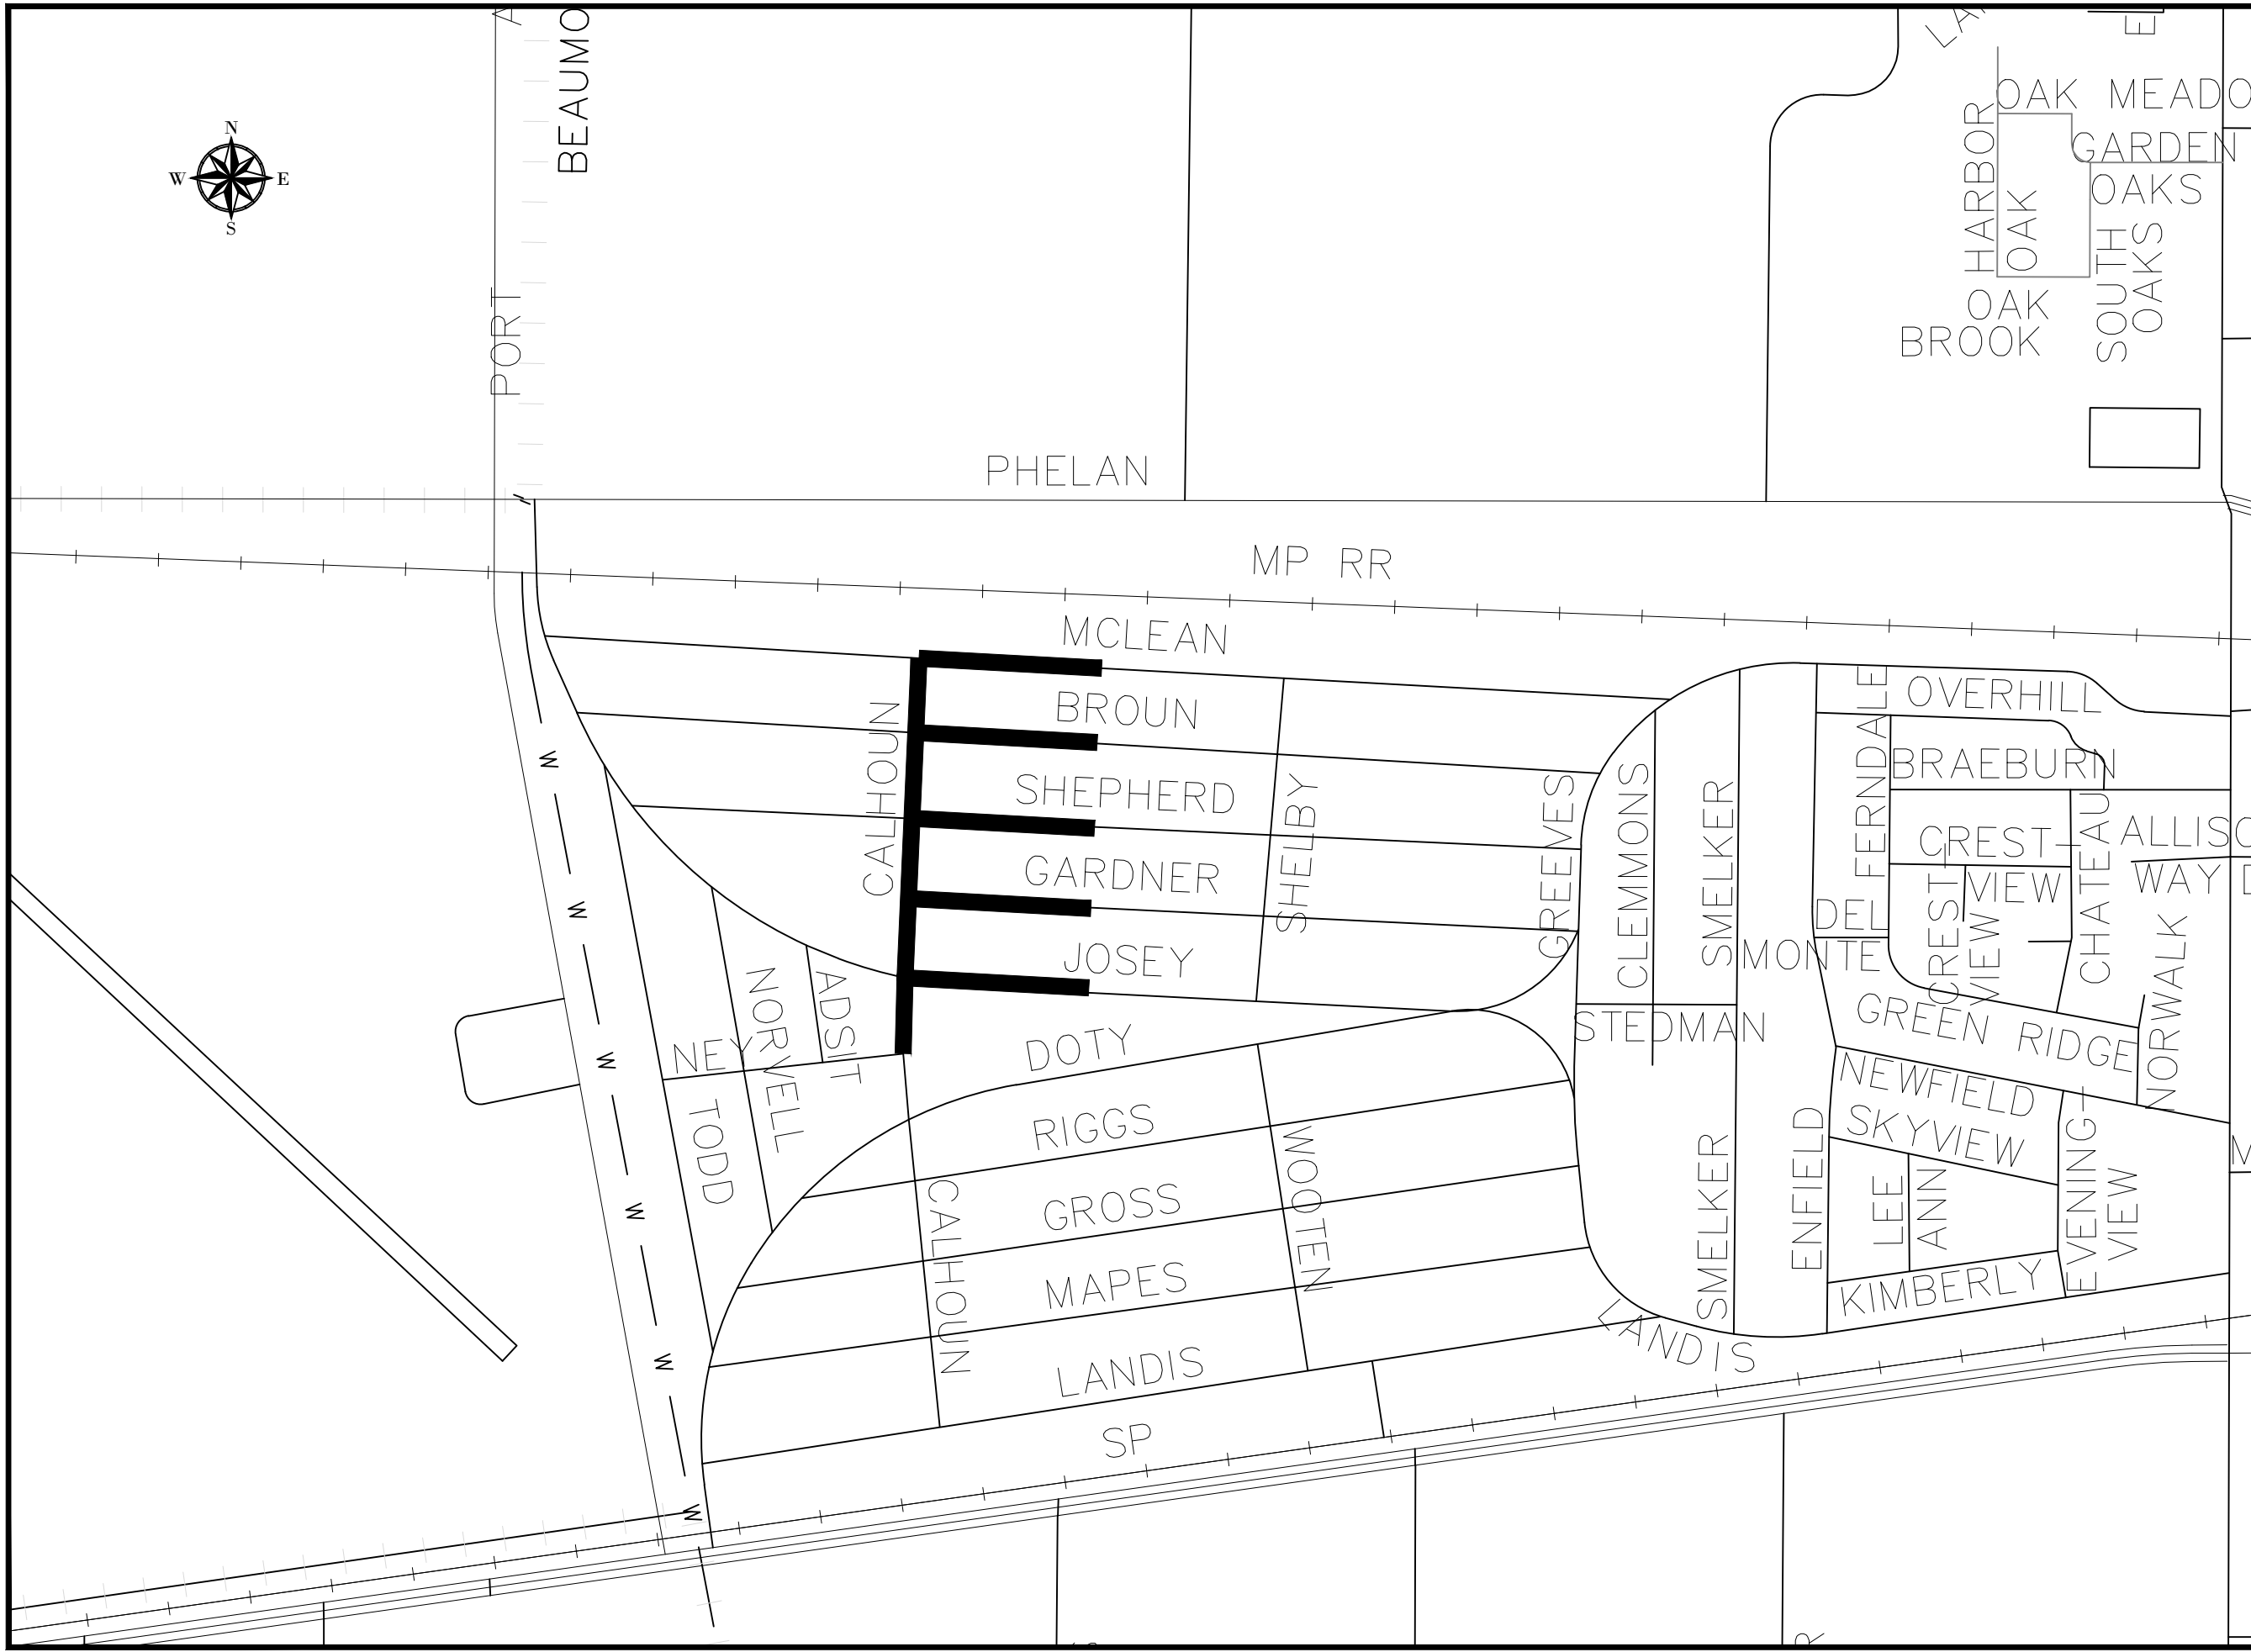 BEAUMO
OAK MEADO
GARDEN
OAKS
HARBOR
OAK
SOUTH
OAKS
OAK
BROOK
N
W
E
S
PORT
PHELAN
MP RR
MCLEAN
BROUN
SHEPHERD
GARDNER
JOSEY
CALHOUN
SHELBY
GREEVES
CLEMMONS
SMELKER
FERNDALE
OVERHILL
BRAEBURN
CREST-
VIEW
CREST-
VIEW
CHATEAU
ALLISO
WAY D
DEL
MONTE
NORWALK
GREEN RIDGE
STEDMAN
W
W
W
W
W
W
NEY
NORVELL
ADIST
TODD
DOTY
RIGGS
GROSS
MAPES
LANDIS
CALHOUN
WOOTEN
SMELKER
ENFIELD
NEWFIELD
SKYVIEW
LEE
ANN
EVENING-
VIEW
KIMBERLY
LANDIS
SP